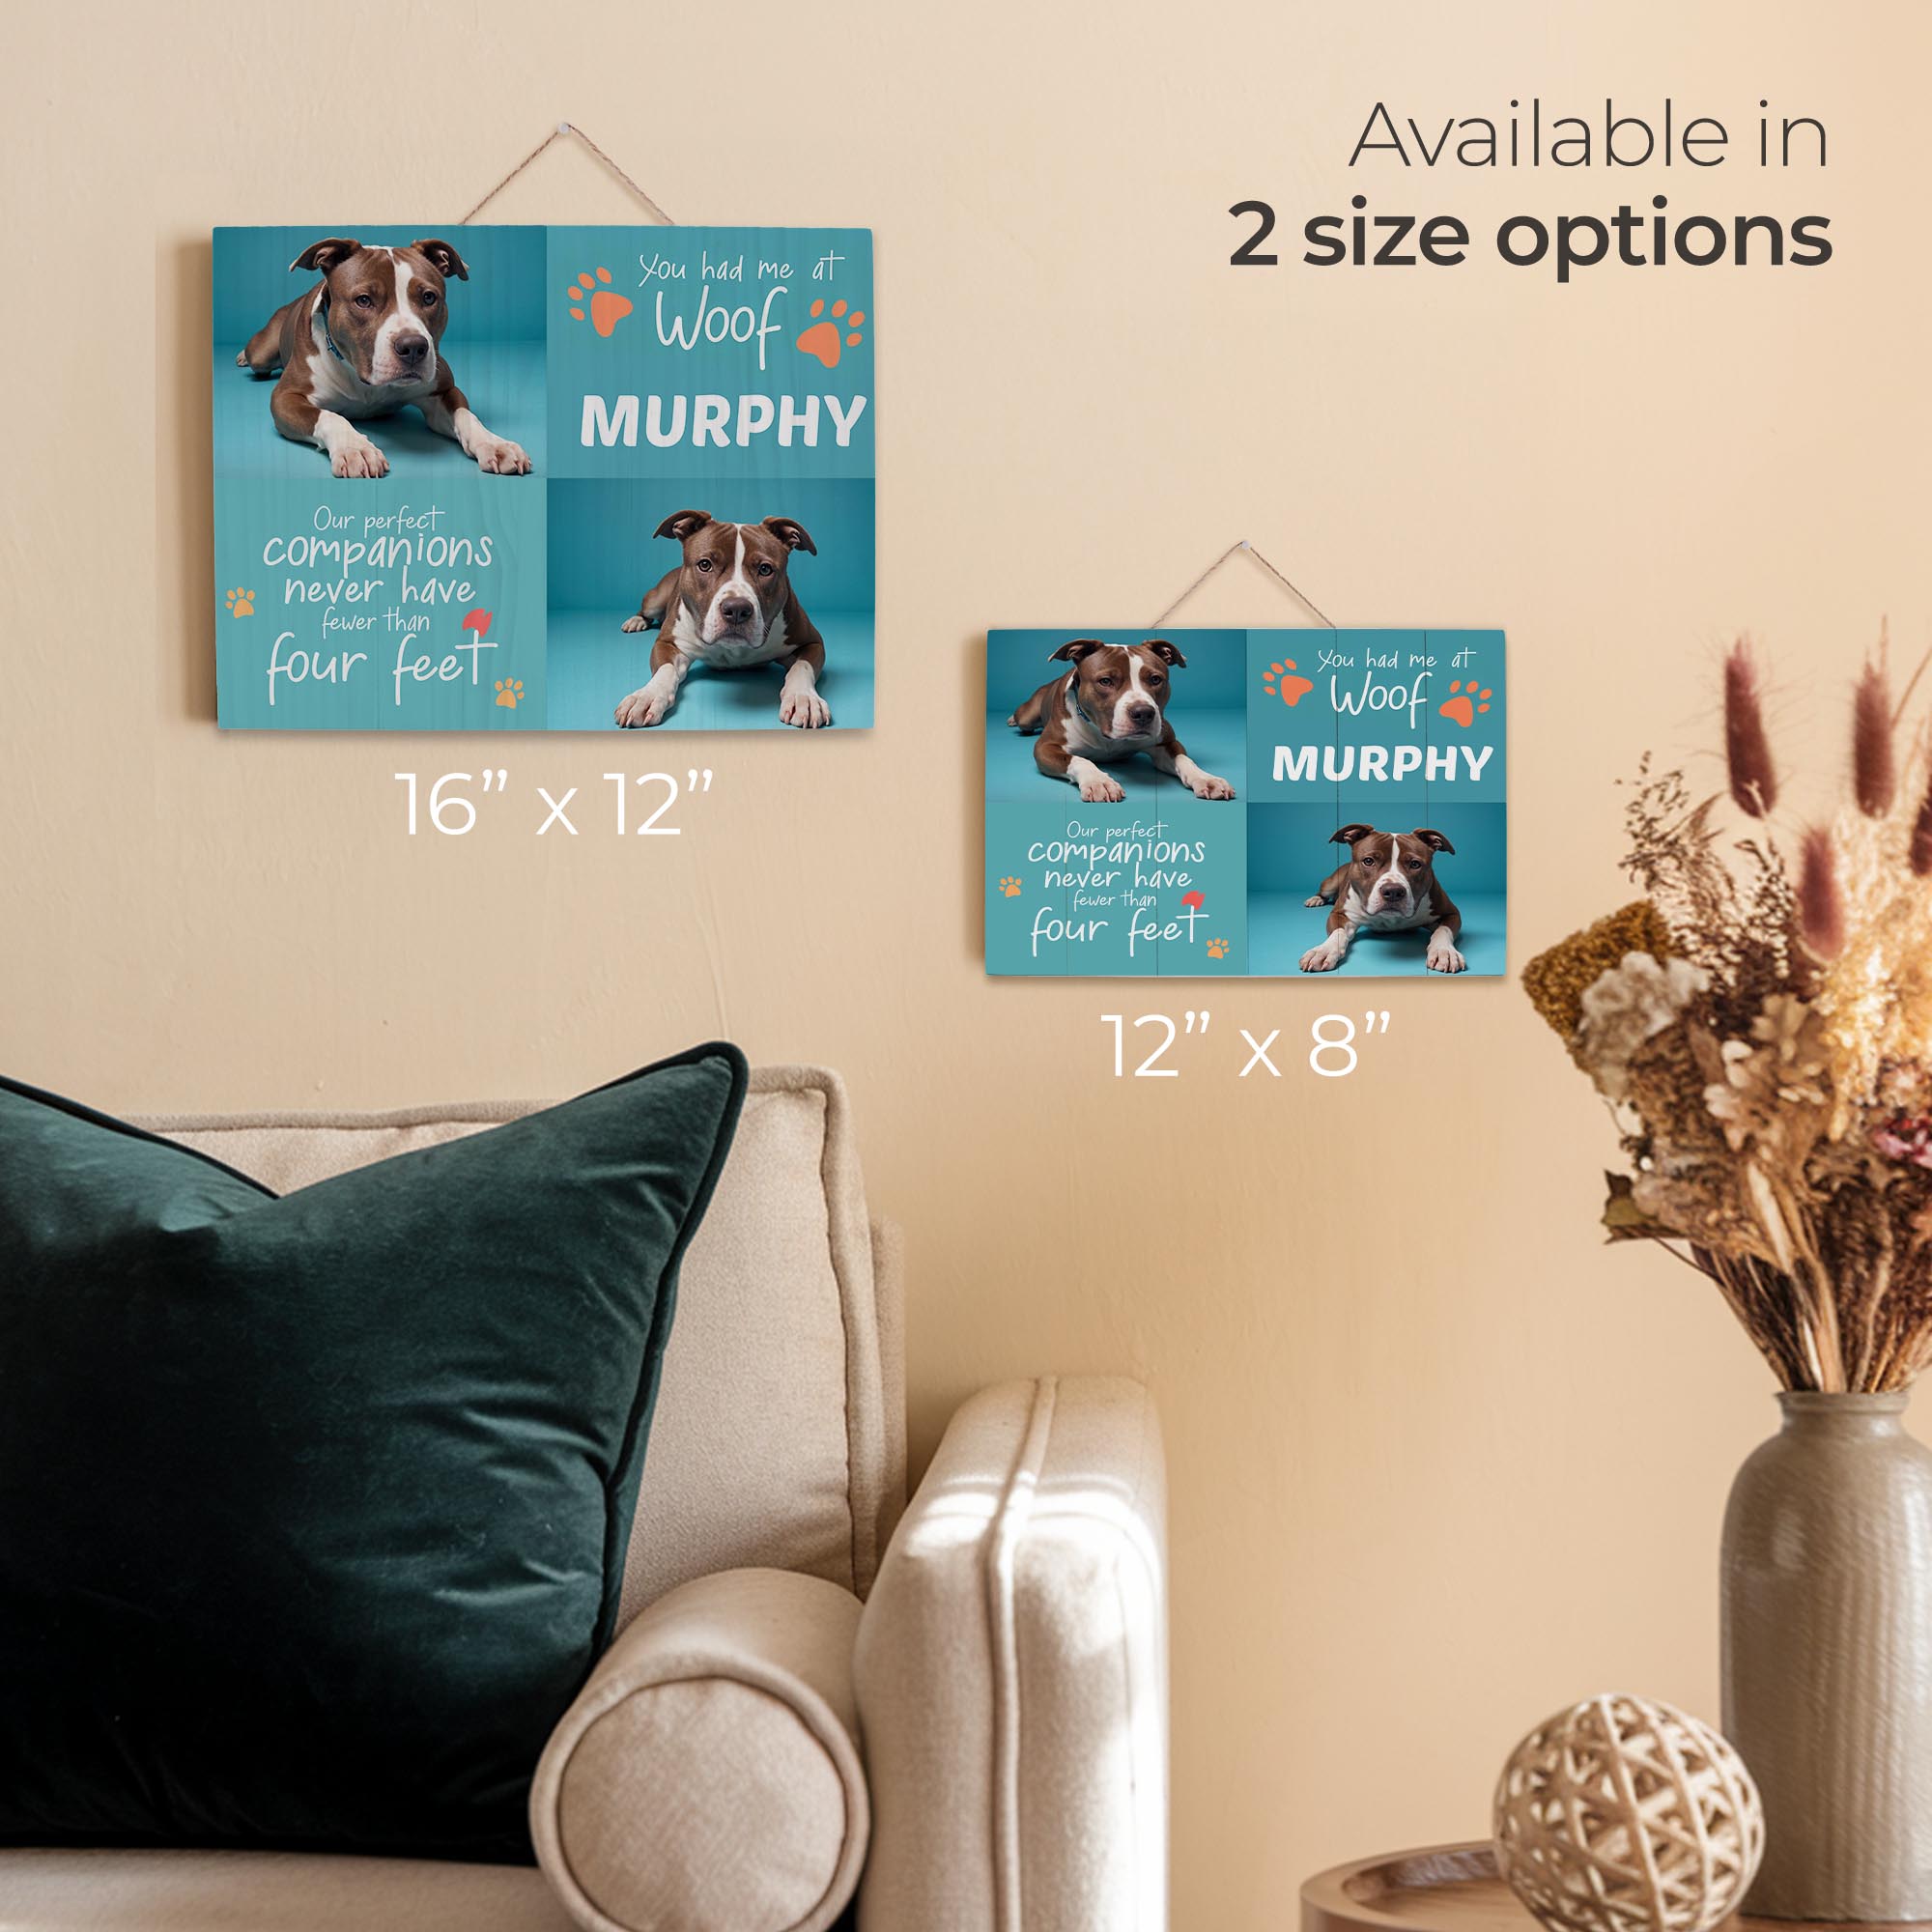 Available in
2 size options
You had me at
Woof
MURPHY
Our perfect
companions
never have
fewer than
four feet
16” x 12”
You had me at
Woof
MURPHY
Our perfect
companions
never have
fewer than
four feet
12” x 8”